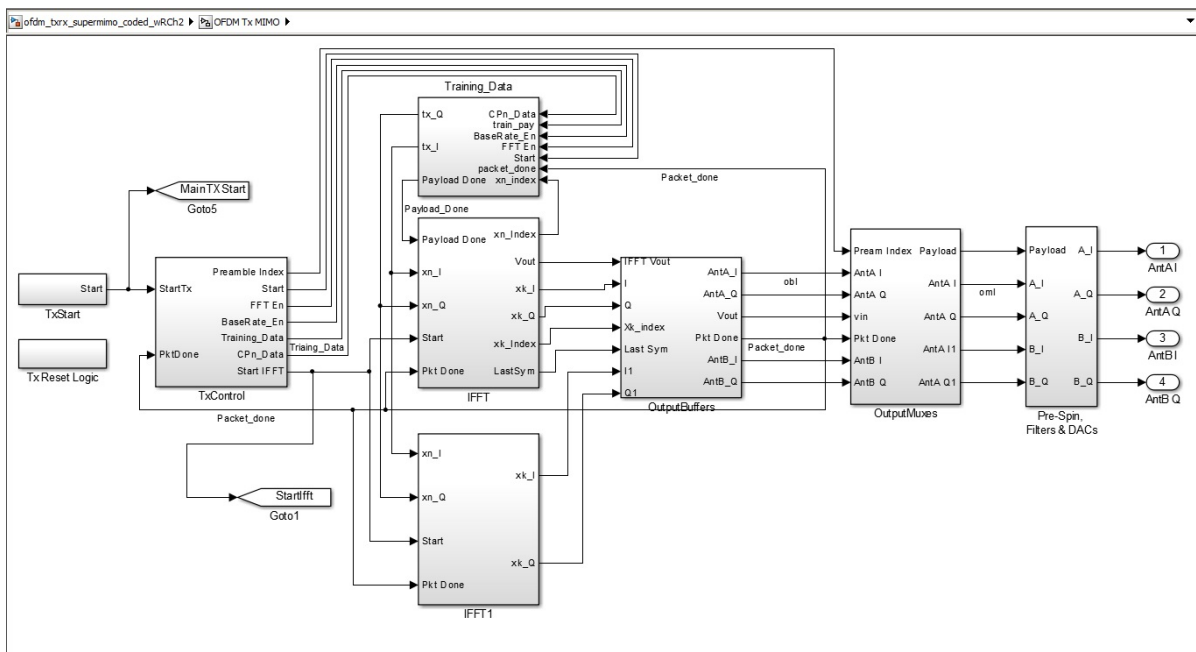 ofdm_txrx_supermimo_coded_wRCh2 OFDM Tx MIMO
Training_Data
tx_Q
tx_I
Payload Done
CPn_Data
train_pay
BaseRate_En
FFT En
Start
packet_done
xn_index
Packet_done
MainTXStart
Goto5
Payload_Done
Start
TxStart
Tx Reset Logic
StartTx
PktDone
Preamble Index
Start
FFT En
BaseRate_En
Training_Data
CPn_Data
Start IFFT
TxControl
Triaing_Data
Packet_done
StartIfft
Goto1
Payload Done
xn_I
xn_Q
Start
Pkt Done
xn_Index
Vout
xk_I
xk_Q
xk_Index
LastSym
IFFT
xn_I
xn_Q
Start
Pkt Done
xk_I
xk_Q
IFFT1
IFFT Vout
I
Q
Xk_index
Last Sym
I1
Q1
AntA_I
AntA_Q
Vout
Pkt Done
AntB_I
AntB_Q
OutputBuffers
obI
Packet_done
Pream Index
AntA I
AntA Q
vin
Pkt Done
AntB I
AntB Q
Payload
AntA I
AntA Q
AntA I1
AntA Q1
OutputMuxes
omI
Payload
A_I
A_Q
B_I
B_Q
A_I
A_Q
B_I
B_Q
Pre-Spin,
Filters & DACs
1
AntA I
2
AntA Q
3
AntB I
4
AntB Q